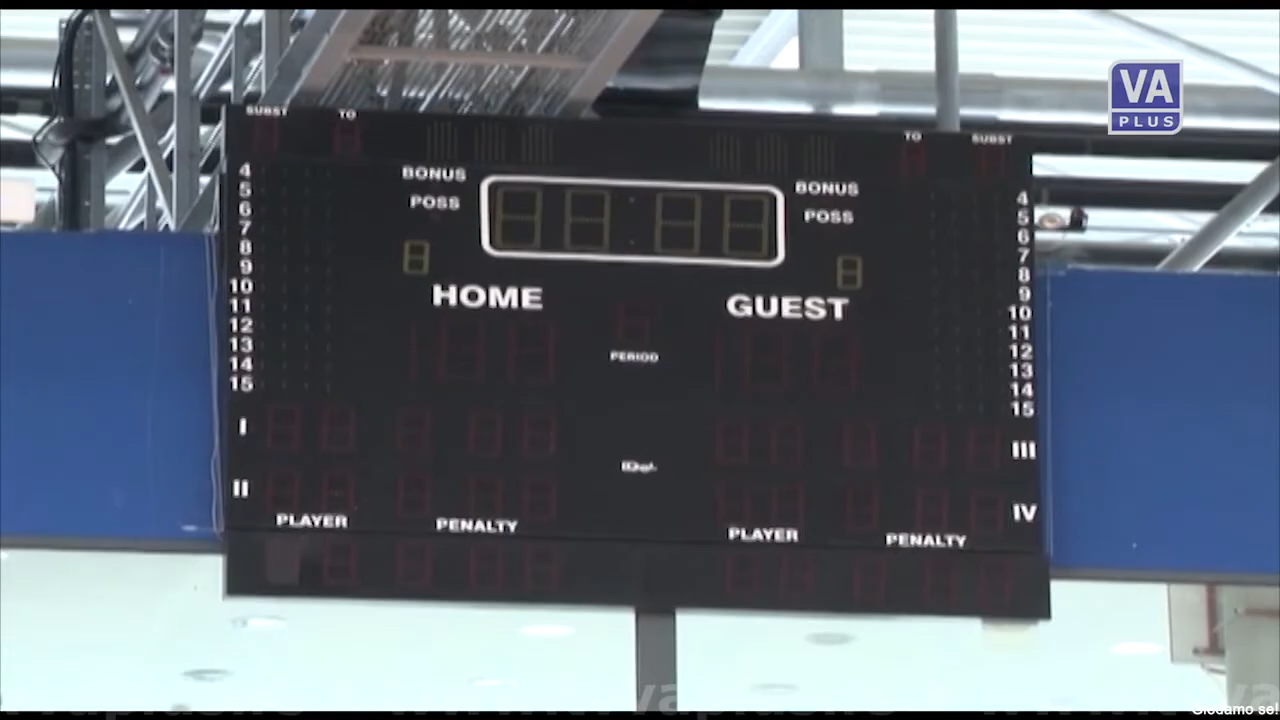 VA
PLUS
SUBST TO
TO SUBST
BONUS
BONUS
POSS
POSS
4
5
6
7
8
9
10
11
12
13
14
15
4
5
6
7
8
9
10
11
12
13
14
15
HOME
GUEST
PERIOD
I
III
II
IV
PLAYER PENALTY
PLAYER PENALTY